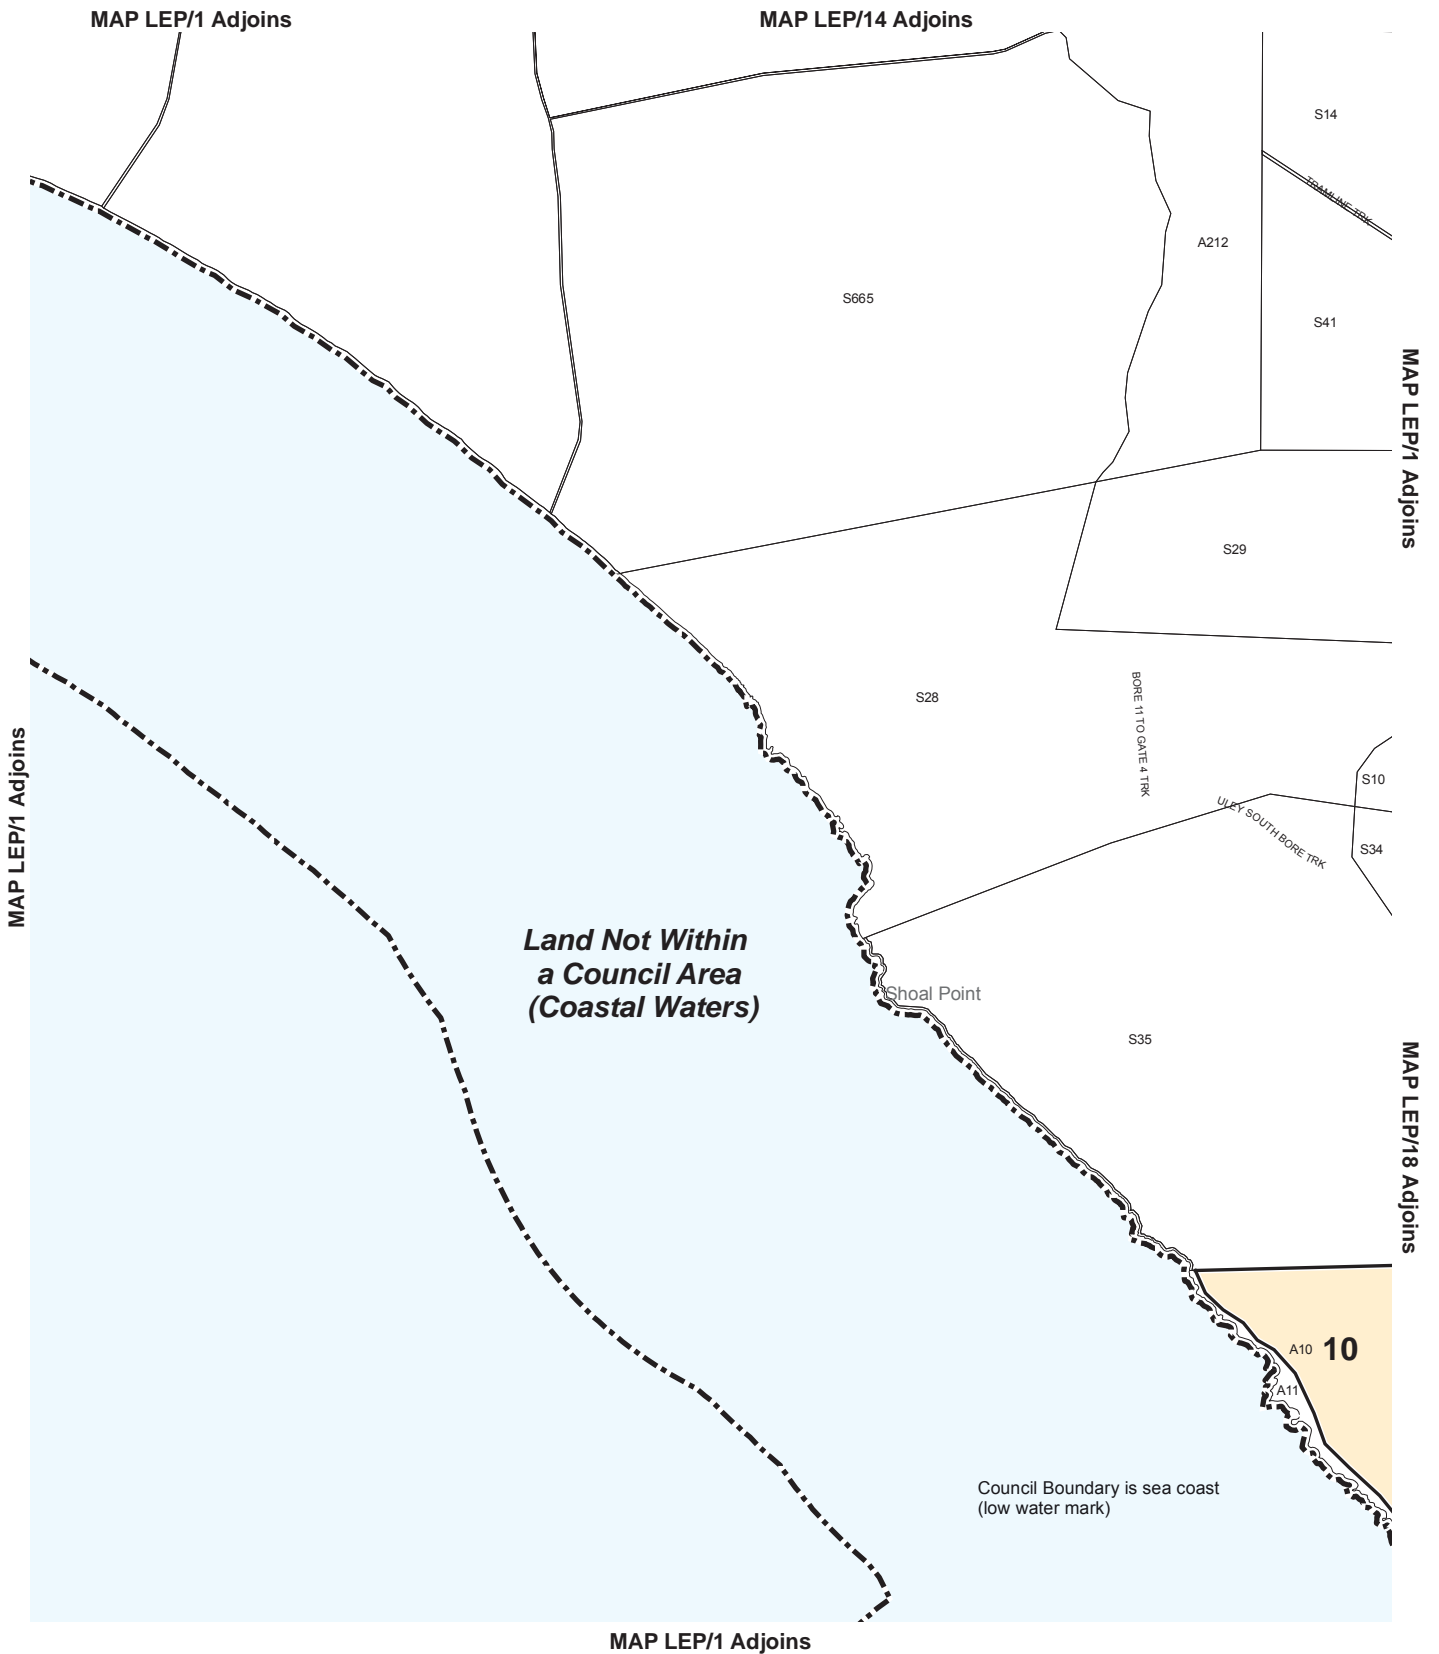 MAP LEP/1 Adjoins
MAP LEP/14 Adjoins
S14
TRAMLINE TRK
A212
S665
S41
MAP LEP/1 Adjoins
S29
S28
BORE 11 TO GATE 4 TRK
MAP LEP/1 Adjoins
S10
ULEY SOUTH BORE TRK
S34
Land Not Within
a Council Area
(Coastal Waters)
Shoal Point
S35
MAP LEP/18 Adjoins
A10
10
A11
Council Boundary is sea coast
(low water mark)
MAP LEP/1 Adjoins